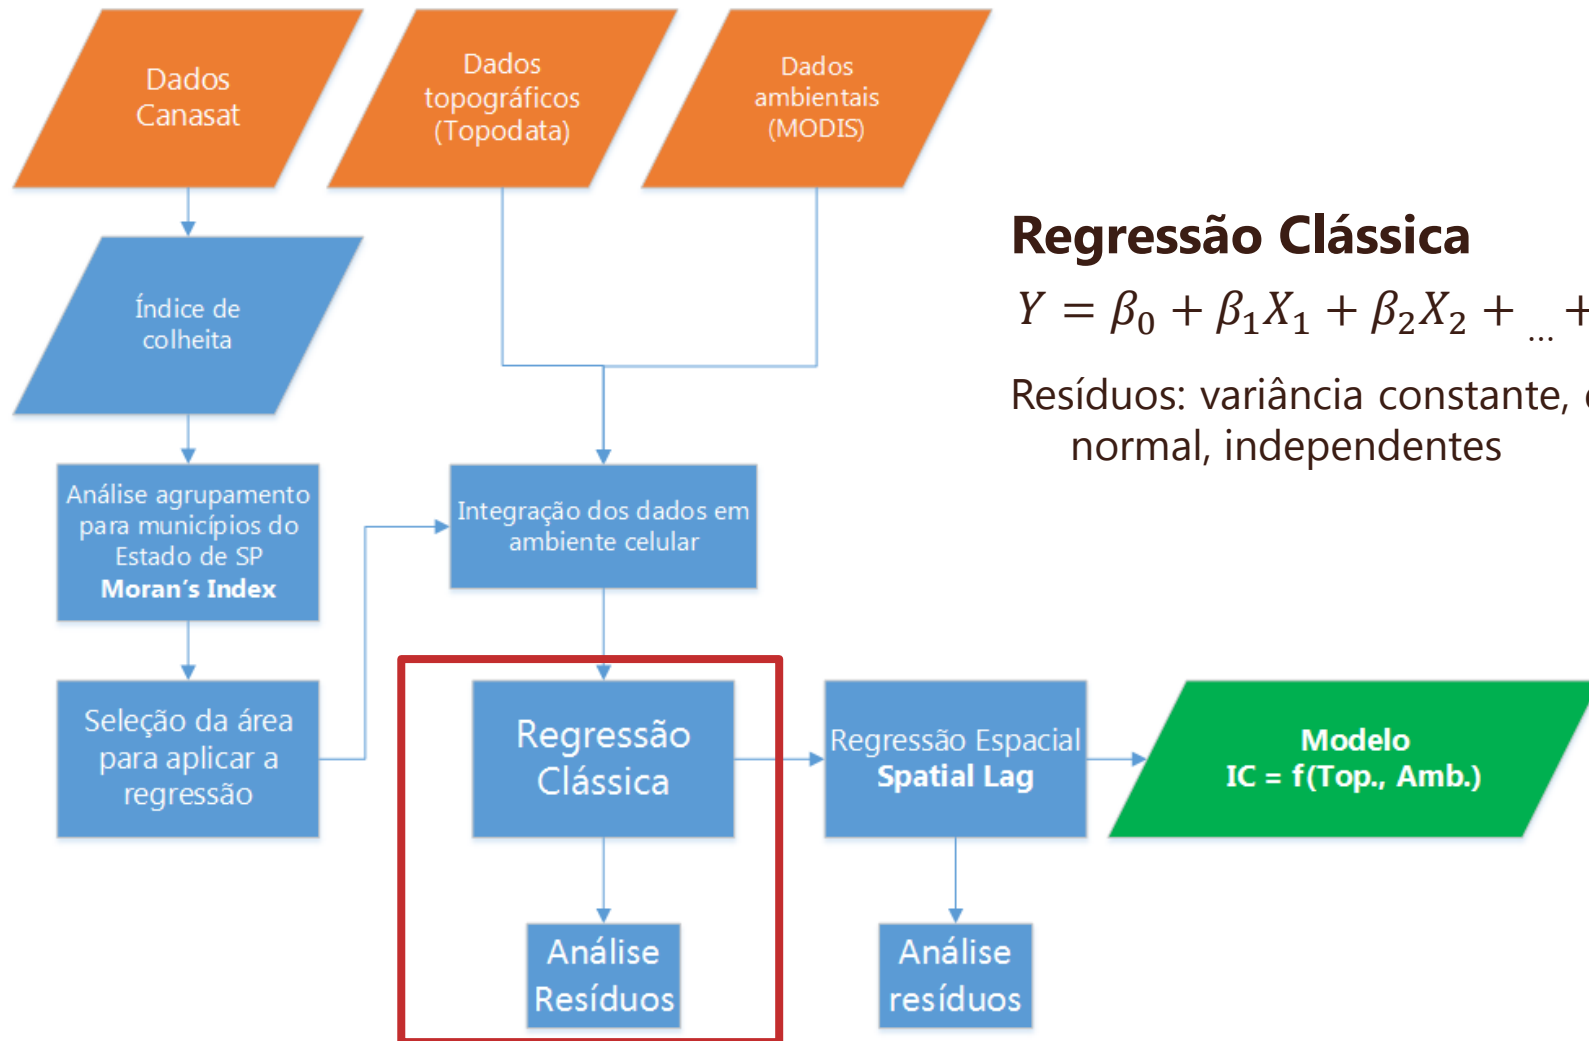 Dados
Canasat
Dados
topográficos
(Topodata)
Dados
ambientais
(MODIS)
Regressão Clássica
Y = β₀ + β₁X₁ + β₂X₂ + ... +
Resíduos: variância constante,
normal, independentes
Índice de
colheita
Análise agrupamento
para municípios do
Estado de SP
Moran's Index
Integração dos dados em
ambiente celular
Seleção da área
para aplicar a
regressão
Regressão
Clássica
Regressão Espacial
Spatial Lag
Modelo
IC = f(Top., Amb.)
Análise
Resíduos
Análise
resíduos